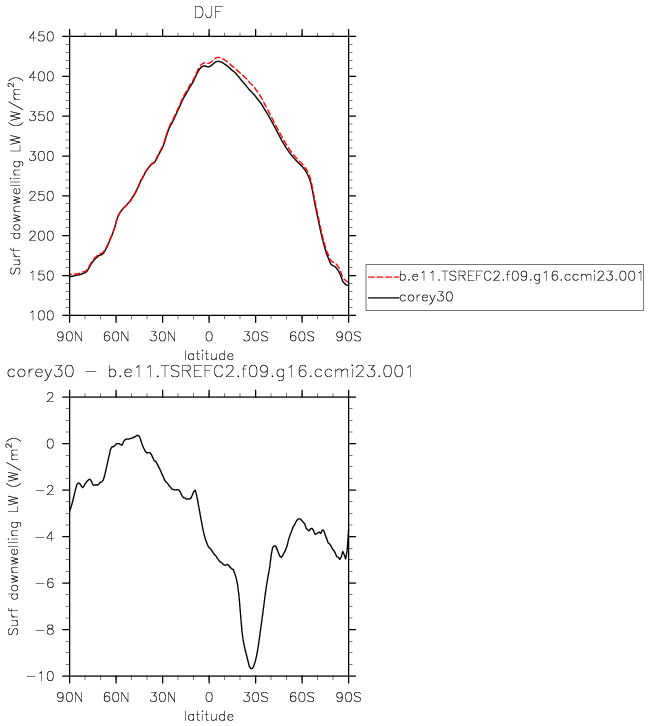 DJF
450
400
350
300
250
200
150
100
Surf downwelling LW (W/m²)
90N 60N 30N 0 30S 60S 90S
latitude
b.e11.TSREFC2.f09.g16.ccmi23.001
corey30
corey30 − b.e11.TSREFC2.f09.g16.ccmi23.001
2
0
−2
−4
−6
−8
−10
Surf downwelling LW (W/m²)
90N 60N 30N 0 30S 60S 90S
latitude